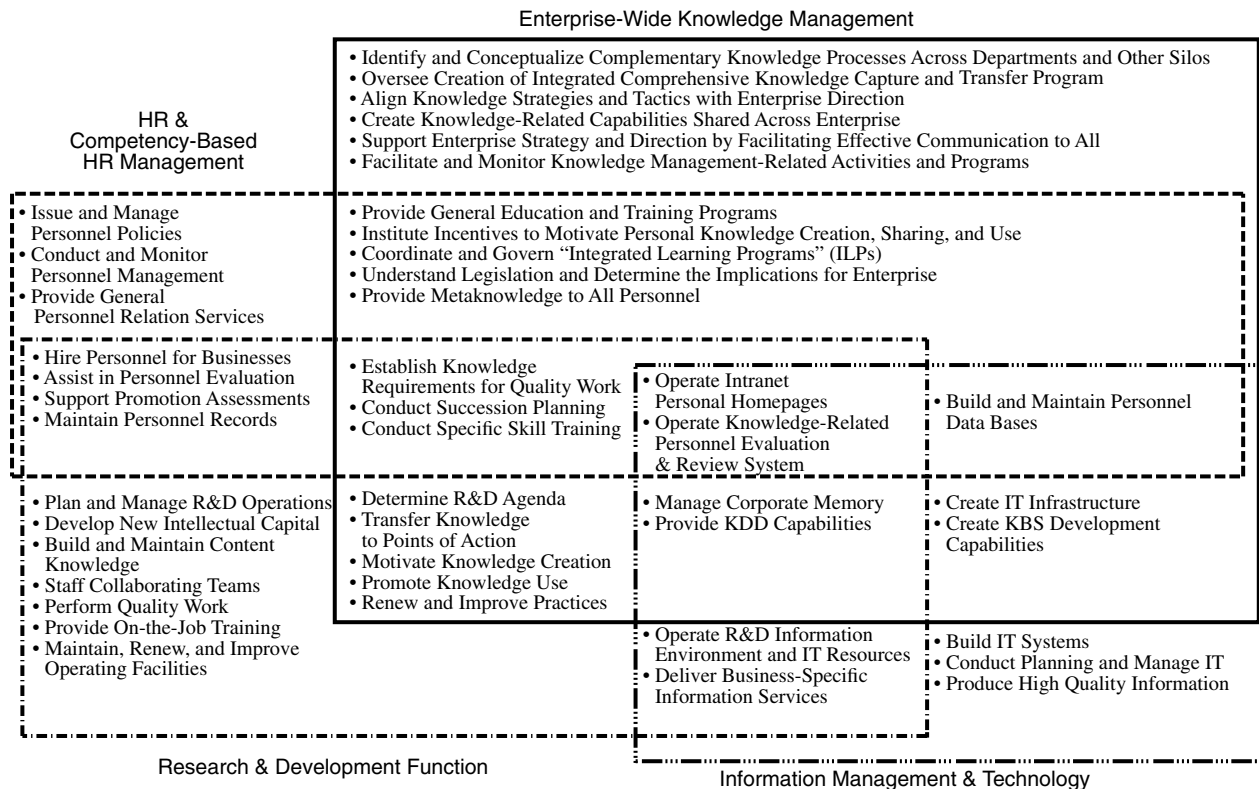 Enterprise-Wide Knowledge Management
• Identify and Conceptualize Complementary Knowledge Processes Across Departments and Other Silos
• Oversee Creation of Integrated Comprehensive Knowledge Capture and Transfer Program
• Align Knowledge Strategies and Tactics with Enterprise Direction
• Create Knowledge-Related Capabilities Shared Across Enterprise
• Support Enterprise Strategy and Direction by Facilitating Effective Communication to All
• Facilitate and Monitor Knowledge Management-Related Activities and Programs
HR &
Competency-Based
HR Management
• Issue and Manage
Personnel Policies
• Conduct and Monitor
Personnel Management
• Provide General
Personnel Relation Services
• Provide General Education and Training Programs
• Institute Incentives to Motivate Personal Knowledge Creation, Sharing, and Use
• Coordinate and Govern “Integrated Learning Programs” (ILPs)
• Understand Legislation and Determine the Implications for Enterprise
• Provide Metaknowledge to All Personnel
• Hire Personnel for Businesses
• Assist in Personnel Evaluation
• Support Promotion Assessments
• Maintain Personnel Records
• Establish Knowledge
Requirements for Quality Work
• Conduct Succession Planning
• Conduct Specific Skill Training
• Operate Intranet
Personal Homepages
• Operate Knowledge-Related
Personnel Evaluation
& Review System
• Build and Maintain Personnel
Data Bases
• Plan and Manage R&D Operations
• Develop New Intellectual Capital
• Build and Maintain Content
Knowledge
• Staff Collaborating Teams
• Perform Quality Work
• Provide On-the-Job Training
• Maintain, Renew, and Improve
Operating Facilities
• Determine R&D Agenda
• Transfer Knowledge
to Points of Action
• Motivate Knowledge Creation
• Promote Knowledge Use
• Renew and Improve Practices
• Manage Corporate Memory
• Provide KDD Capabilities
• Create IT Infrastructure
• Create KBS Development
Capabilities
• Operate R&D Information
Environment and IT Resources
• Deliver Business-Specific
Information Services
• Build IT Systems
• Conduct Planning and Manage IT
• Produce High Quality Information
Research & Development Function
Information Management & Technology